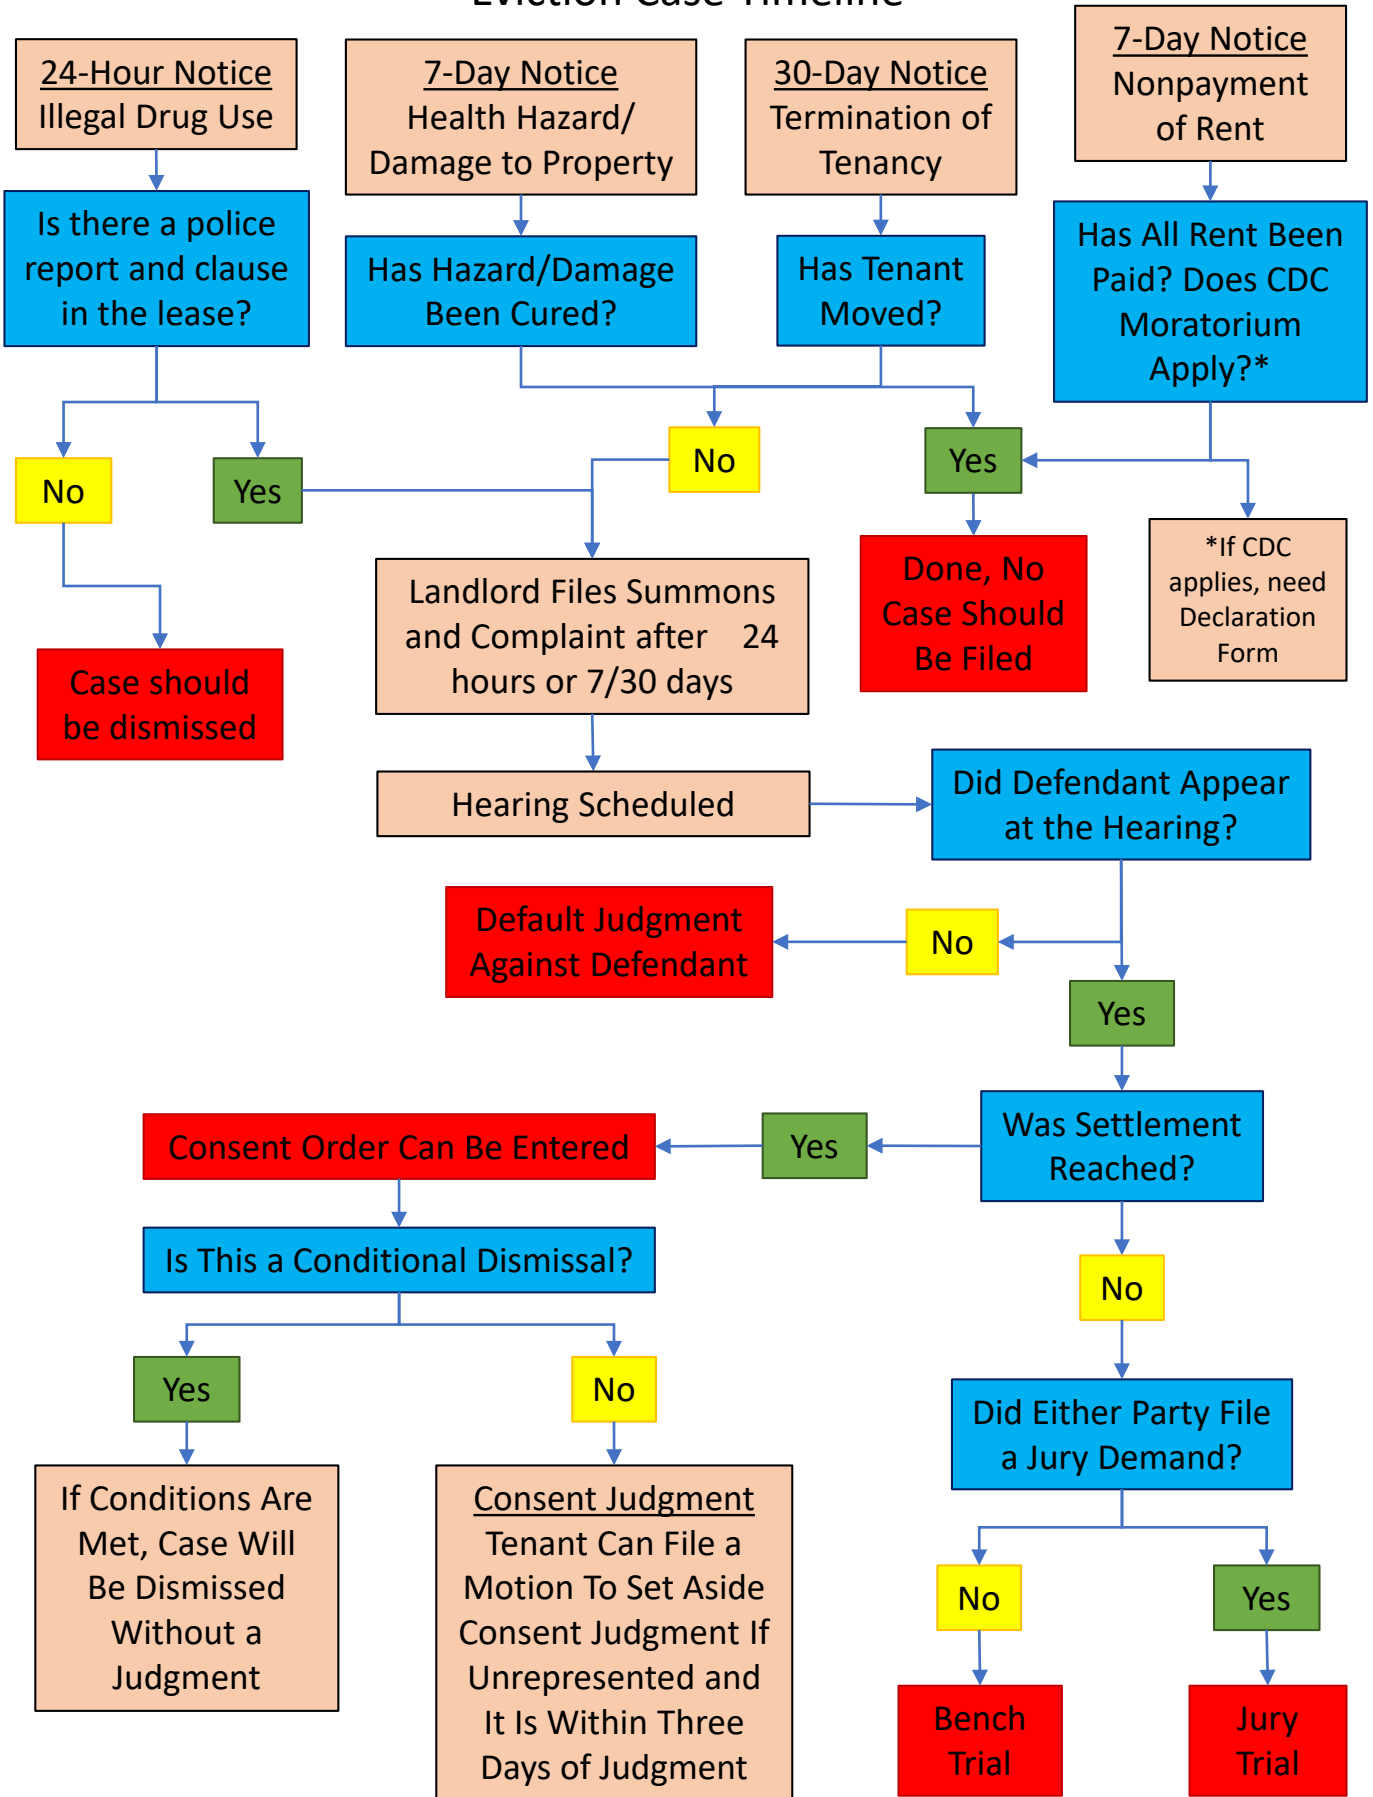 Eviction Case Timeline
24-Hour Notice
Illegal Drug Use
7-Day Notice
Health Hazard/
Damage to Property
30-Day Notice
Termination of
Tenancy
7-Day Notice
Nonpayment
of Rent
Is there a police
report and clause
in the lease?
Has Hazard/Damage
Been Cured?
Has Tenant
Moved?
Has All Rent Been
Paid? Does CDC
Moratorium
Apply?*
No
Yes
No
Yes
Case should
be dismissed
Landlord Files Summons
and Complaint after 24
hours or 7/30 days
Done, No
Case Should
Be Filed
*If CDC
applies, need
Declaration
Form
Hearing Scheduled
Did Defendant Appear
at the Hearing?
Default Judgment
Against Defendant
No
Yes
Was Settlement
Reached?
Yes
Consent Order Can Be Entered
Is This a Conditional Dismissal?
No
Yes
No
Did Either Party File
a Jury Demand?
If Conditions Are
Met, Case Will
Be Dismissed
Without a
Judgment
Consent Judgment
Tenant Can File a
Motion To Set Aside
Consent Judgment If
Unrepresented and
It Is Within Three
Days of Judgment
No
Yes
Bench
Trial
Jury
Trial